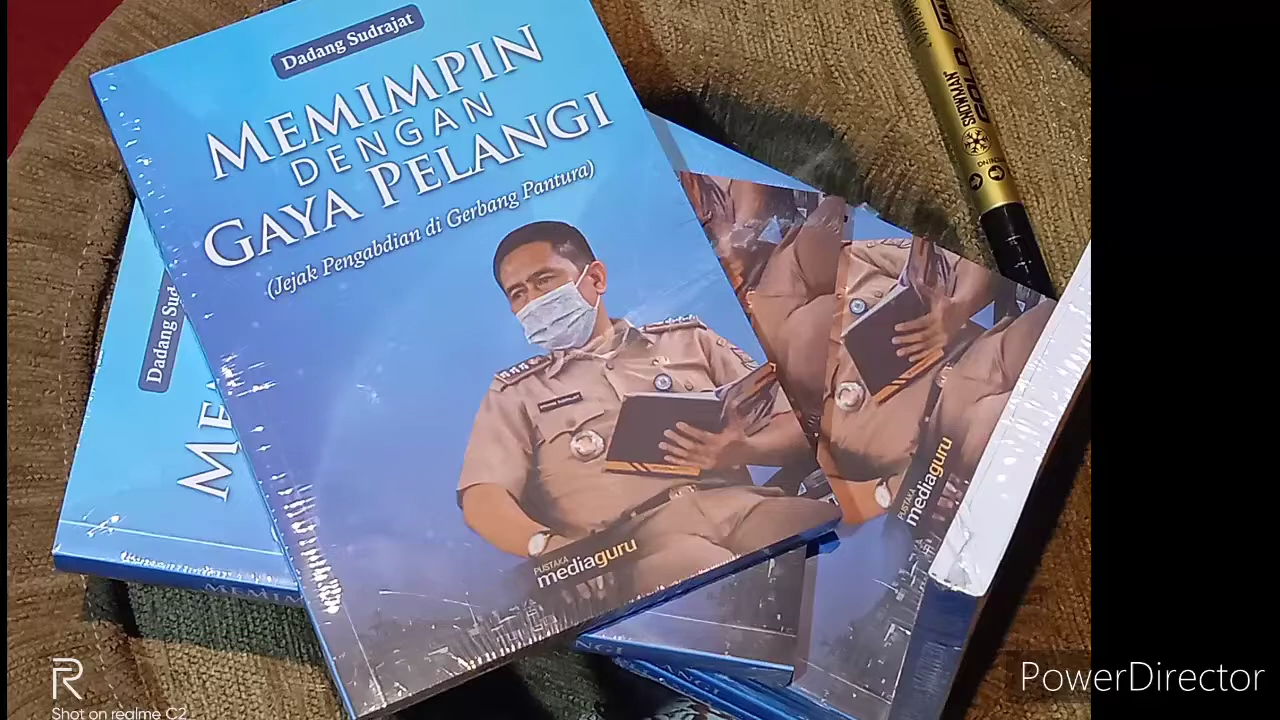 Dadang Sudrajat
MEMIMPIN
DENGAN
GAYA PELANGI
(Jejak Pengabdian di Gerbang Pantura)
PUSTAKA
mediaguru
Dadang Sud
ME
PUSTAKA
mediaguru
SNOWMAN
GOLD
R
Shot on realme C2
PowerDirector